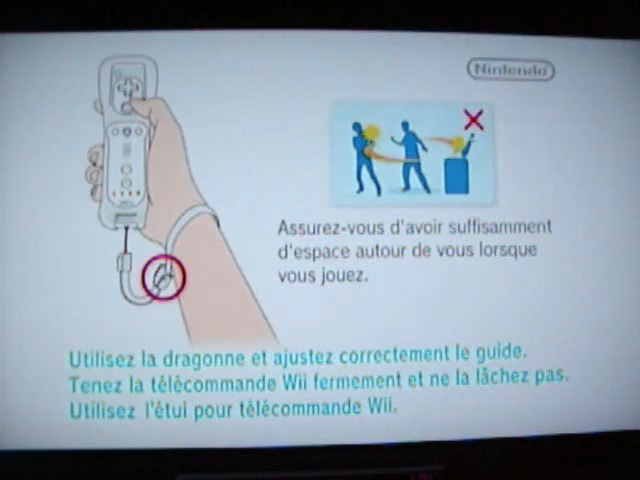 Nintendo
Assurez-vous d'avoir suffisamment
d'espace autour de vous lorsque
vous jouez.
Utilisez la dragonne et ajustez correctement le guide.
Tenez la télécommande Wii fermement et ne la lâchez pas.
Utilisez l'étui pour télécommande Wii.